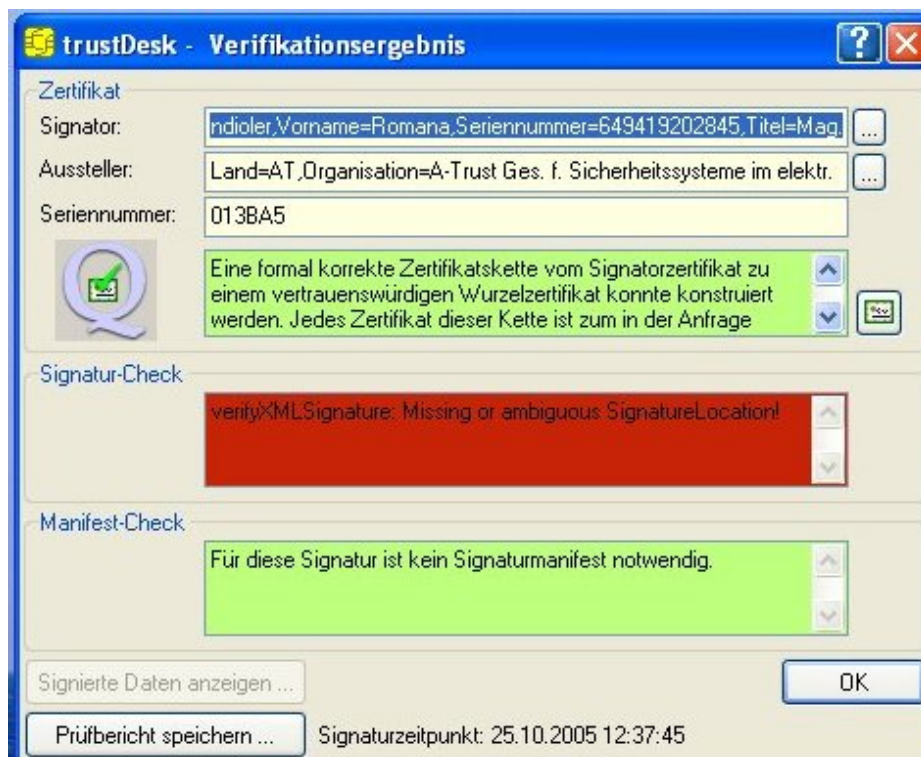 trustDesk - Verifikationsergebnis
Zertifikat
Signator:
ndioler,Vorname=Romana,Seriennummer=649419202845,Titel=Mag.
...
Aussteller:
Land=AT,Organisation=A-Trust Ges. f. Sicherheitssysteme im elektr.
...
Seriennummer:
013BA5
Eine formal korrekte Zertifikatskette vom Signatorzertifikat zu
einem vertrauenswürdigen Wurzelzertifikat konnte konstruiert
werden. Jedes Zertifikat dieser Kette ist zum in der Anfrage
Signatur-Check
verifyXMLSignature: Missing or ambiguous SignatureLocation!
Manifest-Check
Für diese Signatur ist kein Signaturmanifest notwendig.
Signierte Daten anzeigen ...
OK
Prüfbericht speichern ...
Signaturzeitpunkt: 25.10.2005 12:37:45